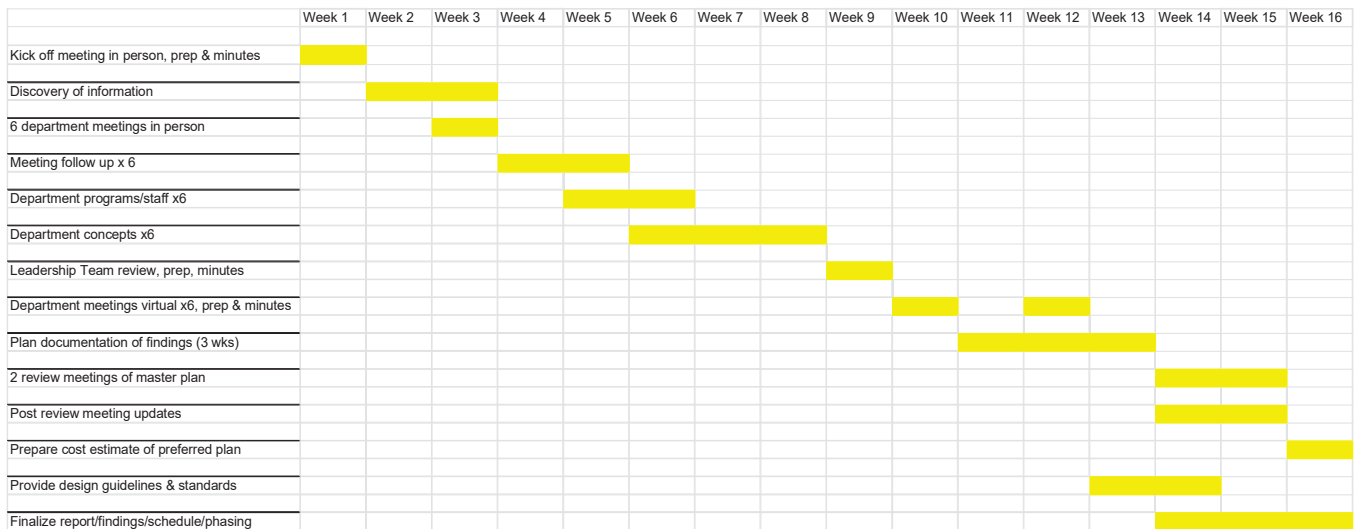 Week 1 Week 2 Week 3 Week 4 Week 5 Week 6 Week 7 Week 8 Week 9 Week 10 Week 11 Week 12 Week 13 Week 14 Week 15 Week 16
Kick off meeting in person, prep & minutes
Discovery of information
6 department meetings in person
Meeting follow up x 6
Department programs/staff x6
Department concepts x6
Leadership Team review, prep, minutes
Department meetings virtual x6, prep & minutes
Plan documentation of findings (3 wks)
2 review meetings of master plan
Post review meeting updates
Prepare cost estimate of preferred plan
Provide design guidelines & standards
Finalize report/findings/schedule/phasing